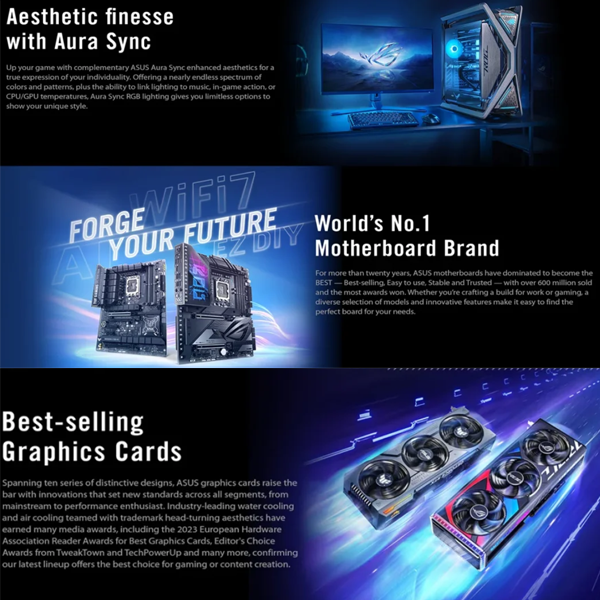 Aesthetic finesse
with Aura Sync
Up your game with complementary ASUS Aura Sync enhanced aesthetics for a
true expression of your individuality. Offering a nearly endless spectrum of
colors and patterns, plus the ability to link lighting to music, in-game action, or
CPU/GPU temperatures, Aura Sync RGB lighting gives you limitless options to
show your unique style.
WiFi7
FORGE
YOUR FUTURE
EZ DIY
World's No.1
Motherboard Brand
For more than twenty years, ASUS motherboards have dominated to become the
BEST — Best-selling, Easy to use, Stable and Trusted — with over 600 million sold
and the most awards won. Whether you're crafting a build for work or gaming, a
diverse selection of models and innovative features make it easy to find the
perfect board for your needs.
Best-selling
Graphics Cards
Spanning ten series of distinctive designs, ASUS graphics cards raise the
bar with innovations that set new standards across all segments, from
mainstream to performance enthusiast. Industry-leading water cooling
and air cooling teamed with trademark head-turning aesthetics have
earned many media awards, including the 2023 European Hardware
Association Reader Awards for Best Graphics Cards, Editor's Choice
Awards from TweakTown and TechPowerUp and many more, confirming
our latest lineup offers the best choice for gaming or content creation.